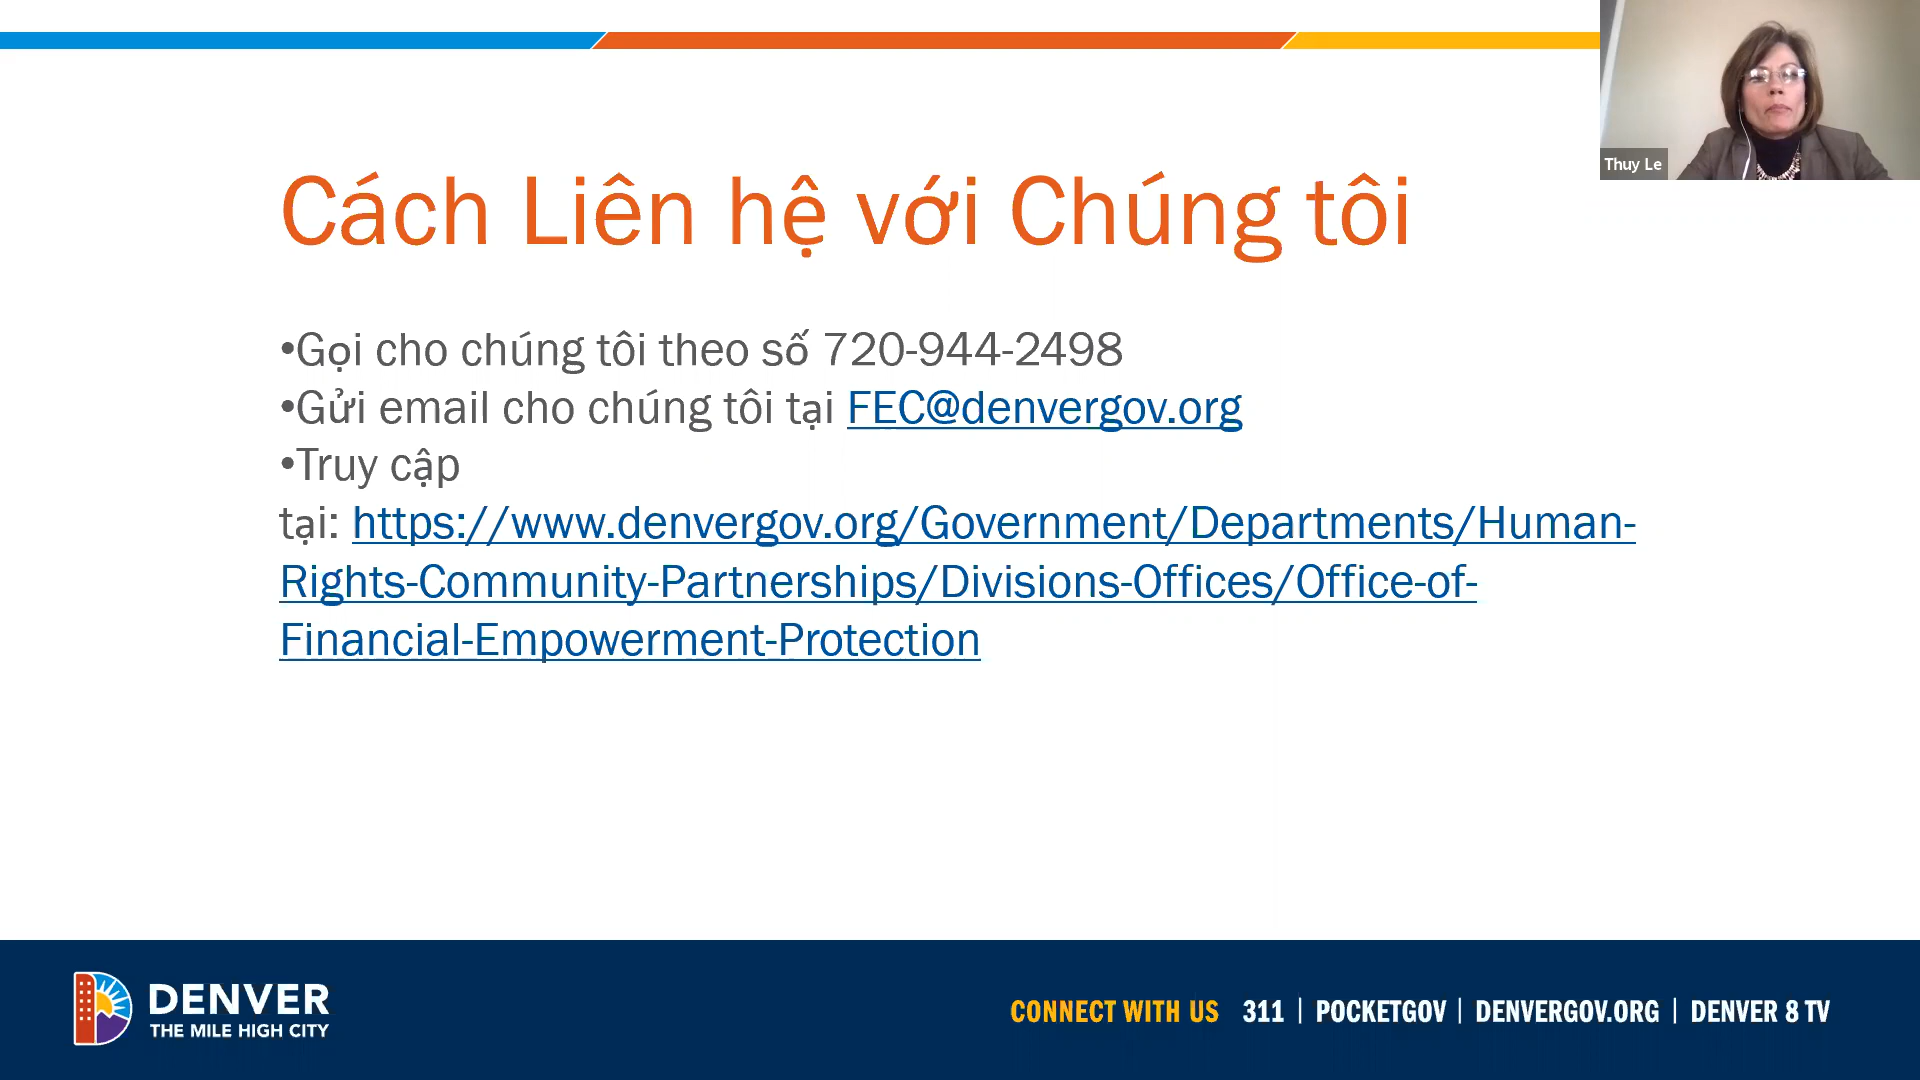 Thuy Le
Cách Liên hệ với Chúng tôi
•Gọi cho chúng tôi theo số 720-944-2498
•Gửi email cho chúng tôi tại FEC@denvergov.org
•Truy cập
tại: https://www.denvergov.org/Government/Departments/Human-
Rights-Community-Partnerships/Divisions-Offices/Office-of-
Financial-Empowerment-Protection
DENVER
THE MILE HIGH CITY
CONNECT WITH US 311 | POCKETGOV | DENVERGOV.ORG | DENVER 8 TV